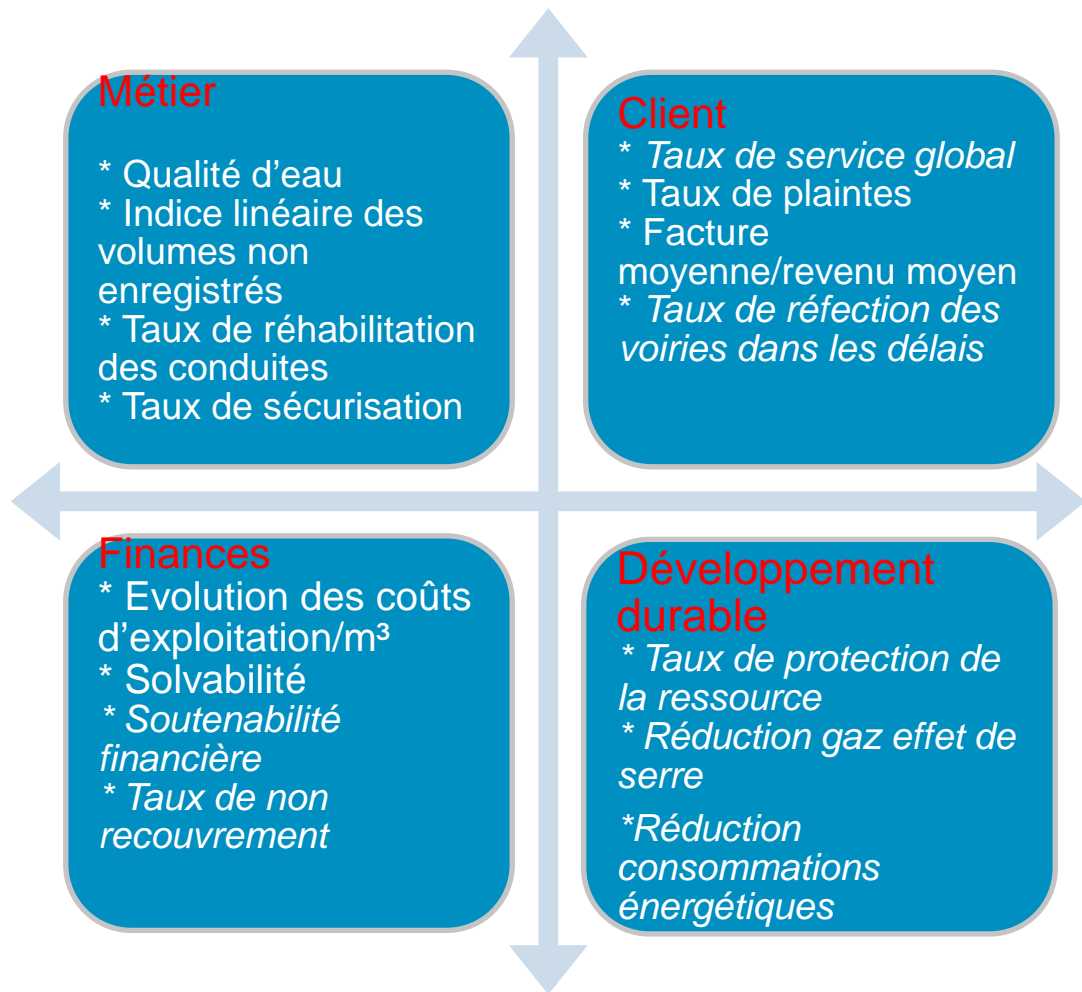 Métier
* Qualité d’eau
* Indice linéaire des
volumes non
enregistrés
* Taux de réhabilitation
des conduites
* Taux de sécurisation
Client
* Taux de service global
* Taux de plaintes
* Facture
moyenne/revenu moyen
* Taux de réfection des
voiries dans les délais
Finances
* Evolution des coûts
d’exploitation/m³
* Solvabilité
* Soutenabilité
financière
* Taux de non
recouvrement
Développement
durable
* Taux de protection de
la ressource
* Réduction gaz effet de
serre
*Réduction
consommations
énergétiques